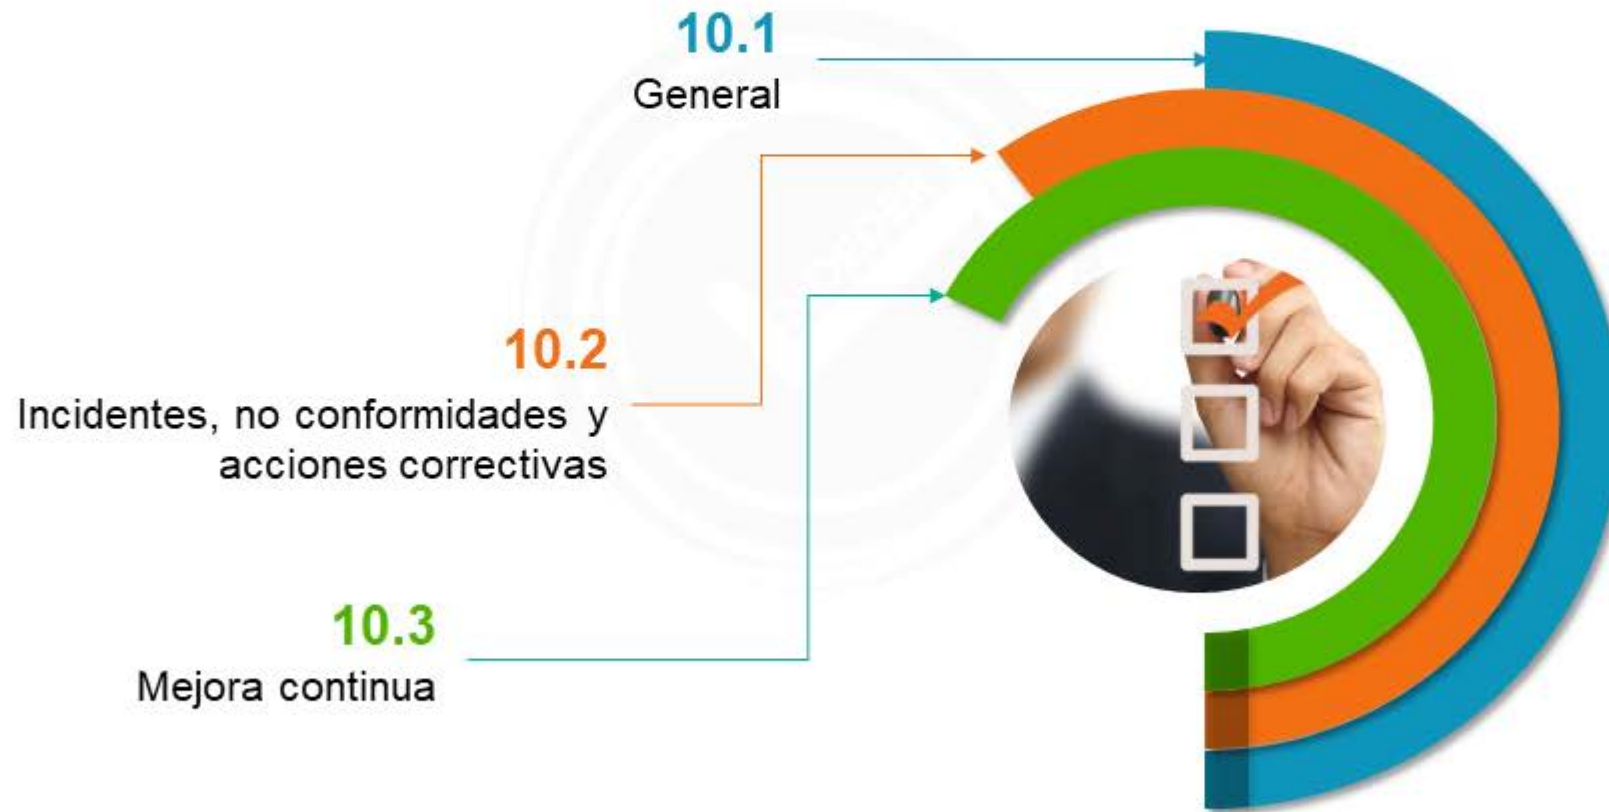 10.1
General
10.2
Incidentes, no conformidades y
acciones correctivas
10.3
Mejora continua